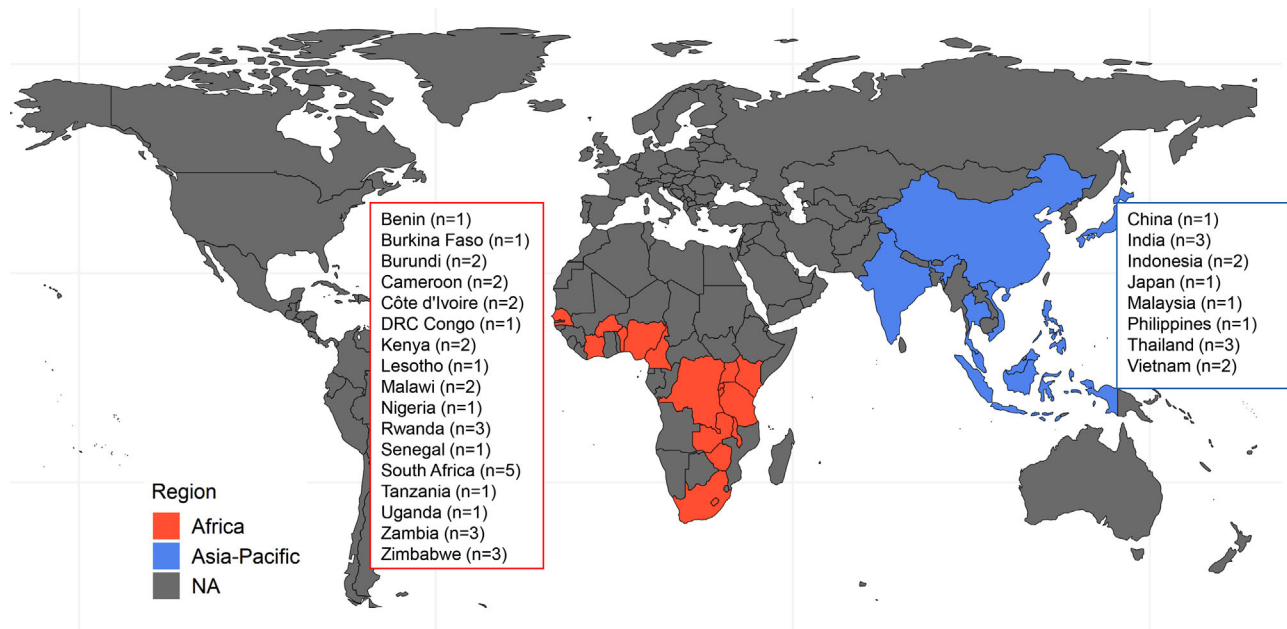 Benin (n=1)
Burkina Faso (n=1)
Burundi (n=2)
Cameroon (n=2)
Côte d'Ivoire (n=2)
DRC Congo (n=1)
Kenya (n=2)
Lesotho (n=1)
Malawi (n=2)
Nigeria (n=1)
Rwanda (n=3)
Senegal (n=1)
South Africa (n=5)
Tanzania (n=1)
Uganda (n=1)
Zambia (n=3)
Zimbabwe (n=3)
China (n=1)
India (n=3)
Indonesia (n=2)
Japan (n=1)
Malaysia (n=1)
Philippines (n=1)
Thailand (n=3)
Vietnam (n=2)
Region
Africa
Asia-Pacific
NA